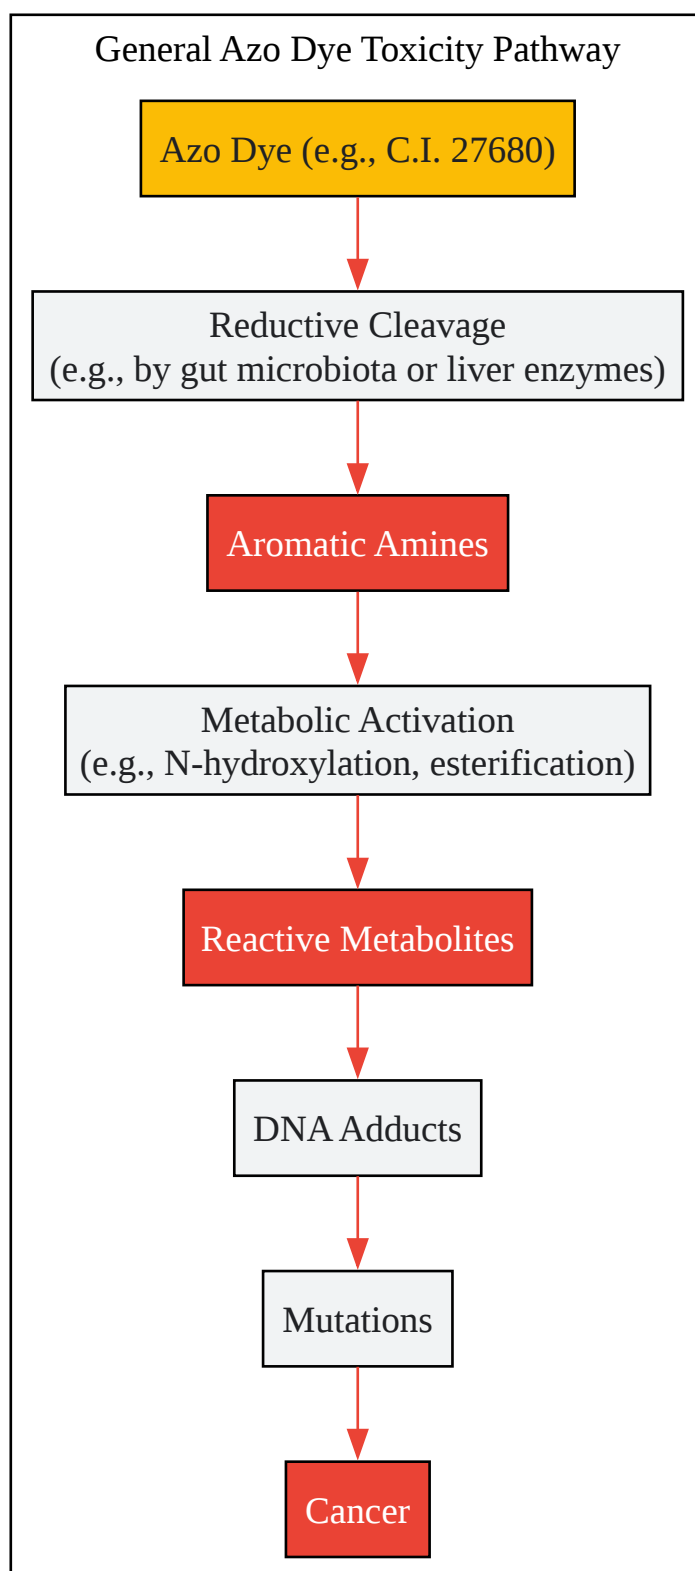 General Azo Dye Toxicity Pathway
Azo Dye (e.g., C.I. 27680)
Reductive Cleavage
(e.g., by gut microbiota or liver enzymes)
Aromatic Amines
Metabolic Activation
(e.g., N-hydroxylation, esterification)
Reactive Metabolites
DNA Adducts
Mutations
Cancer